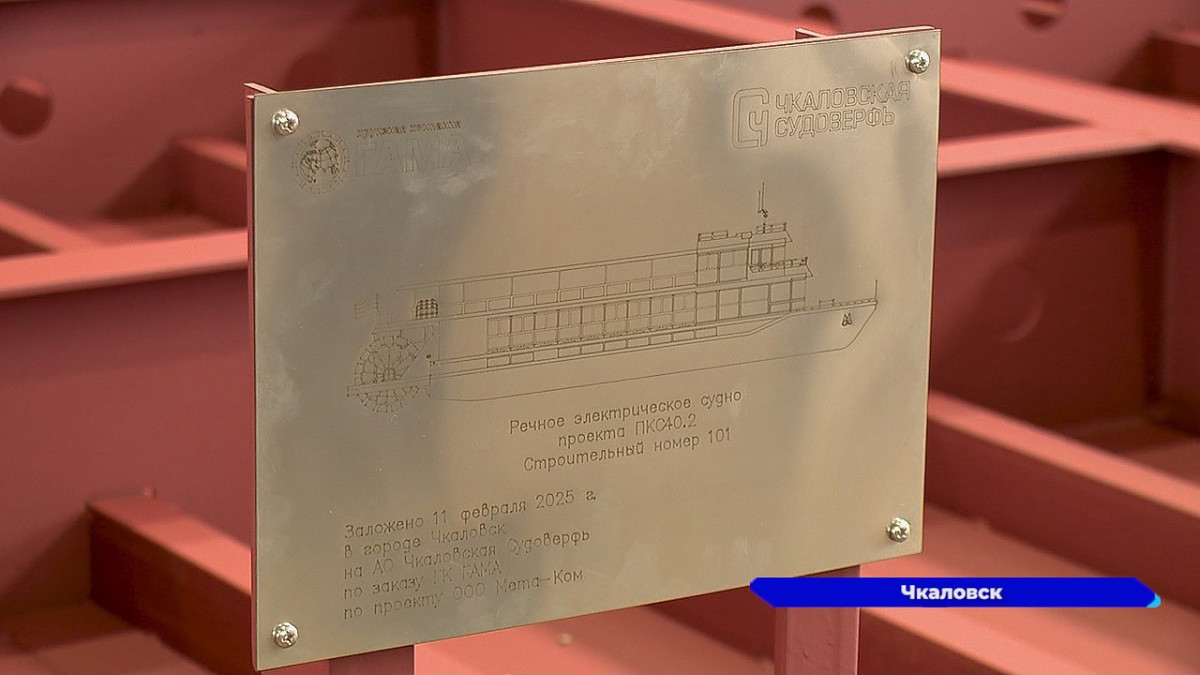 ГАМА
ЧКАЛОВСКАЯ
СУДОВЕРФЬ
Речное электрическое судно
проекта ПКС40.2
Строительный номер 101
Заложено 11 февраля 2025 г.
в городе Чкаловск
на АО Чкаловская Судоверфь
по заказу ГК ГАМА
по проекту ООО Мета-Ком
Чкаловск